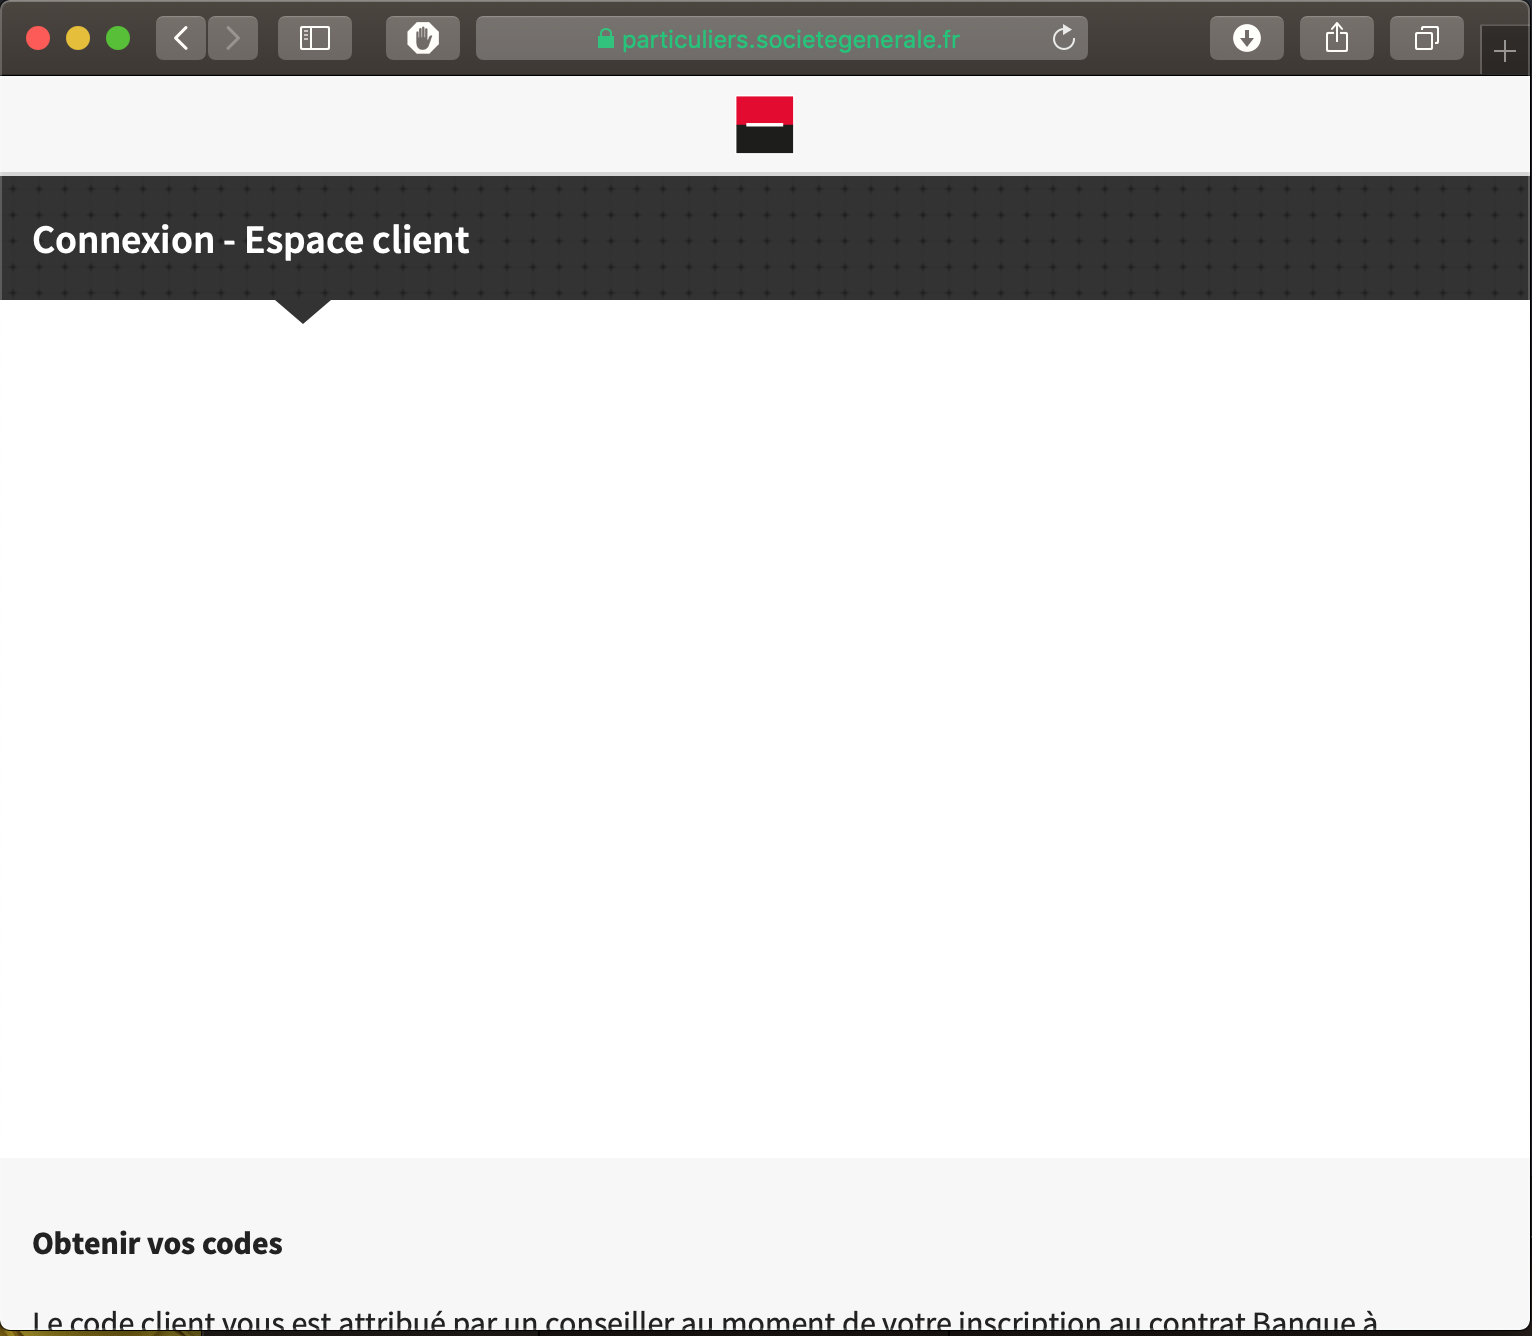 particuliers.societegenerale.fr
Connexion - Espace client
Obtenir vos codes
Le code client vous est attribué par un conseiller au moment de votre inscription au contrat Banque à